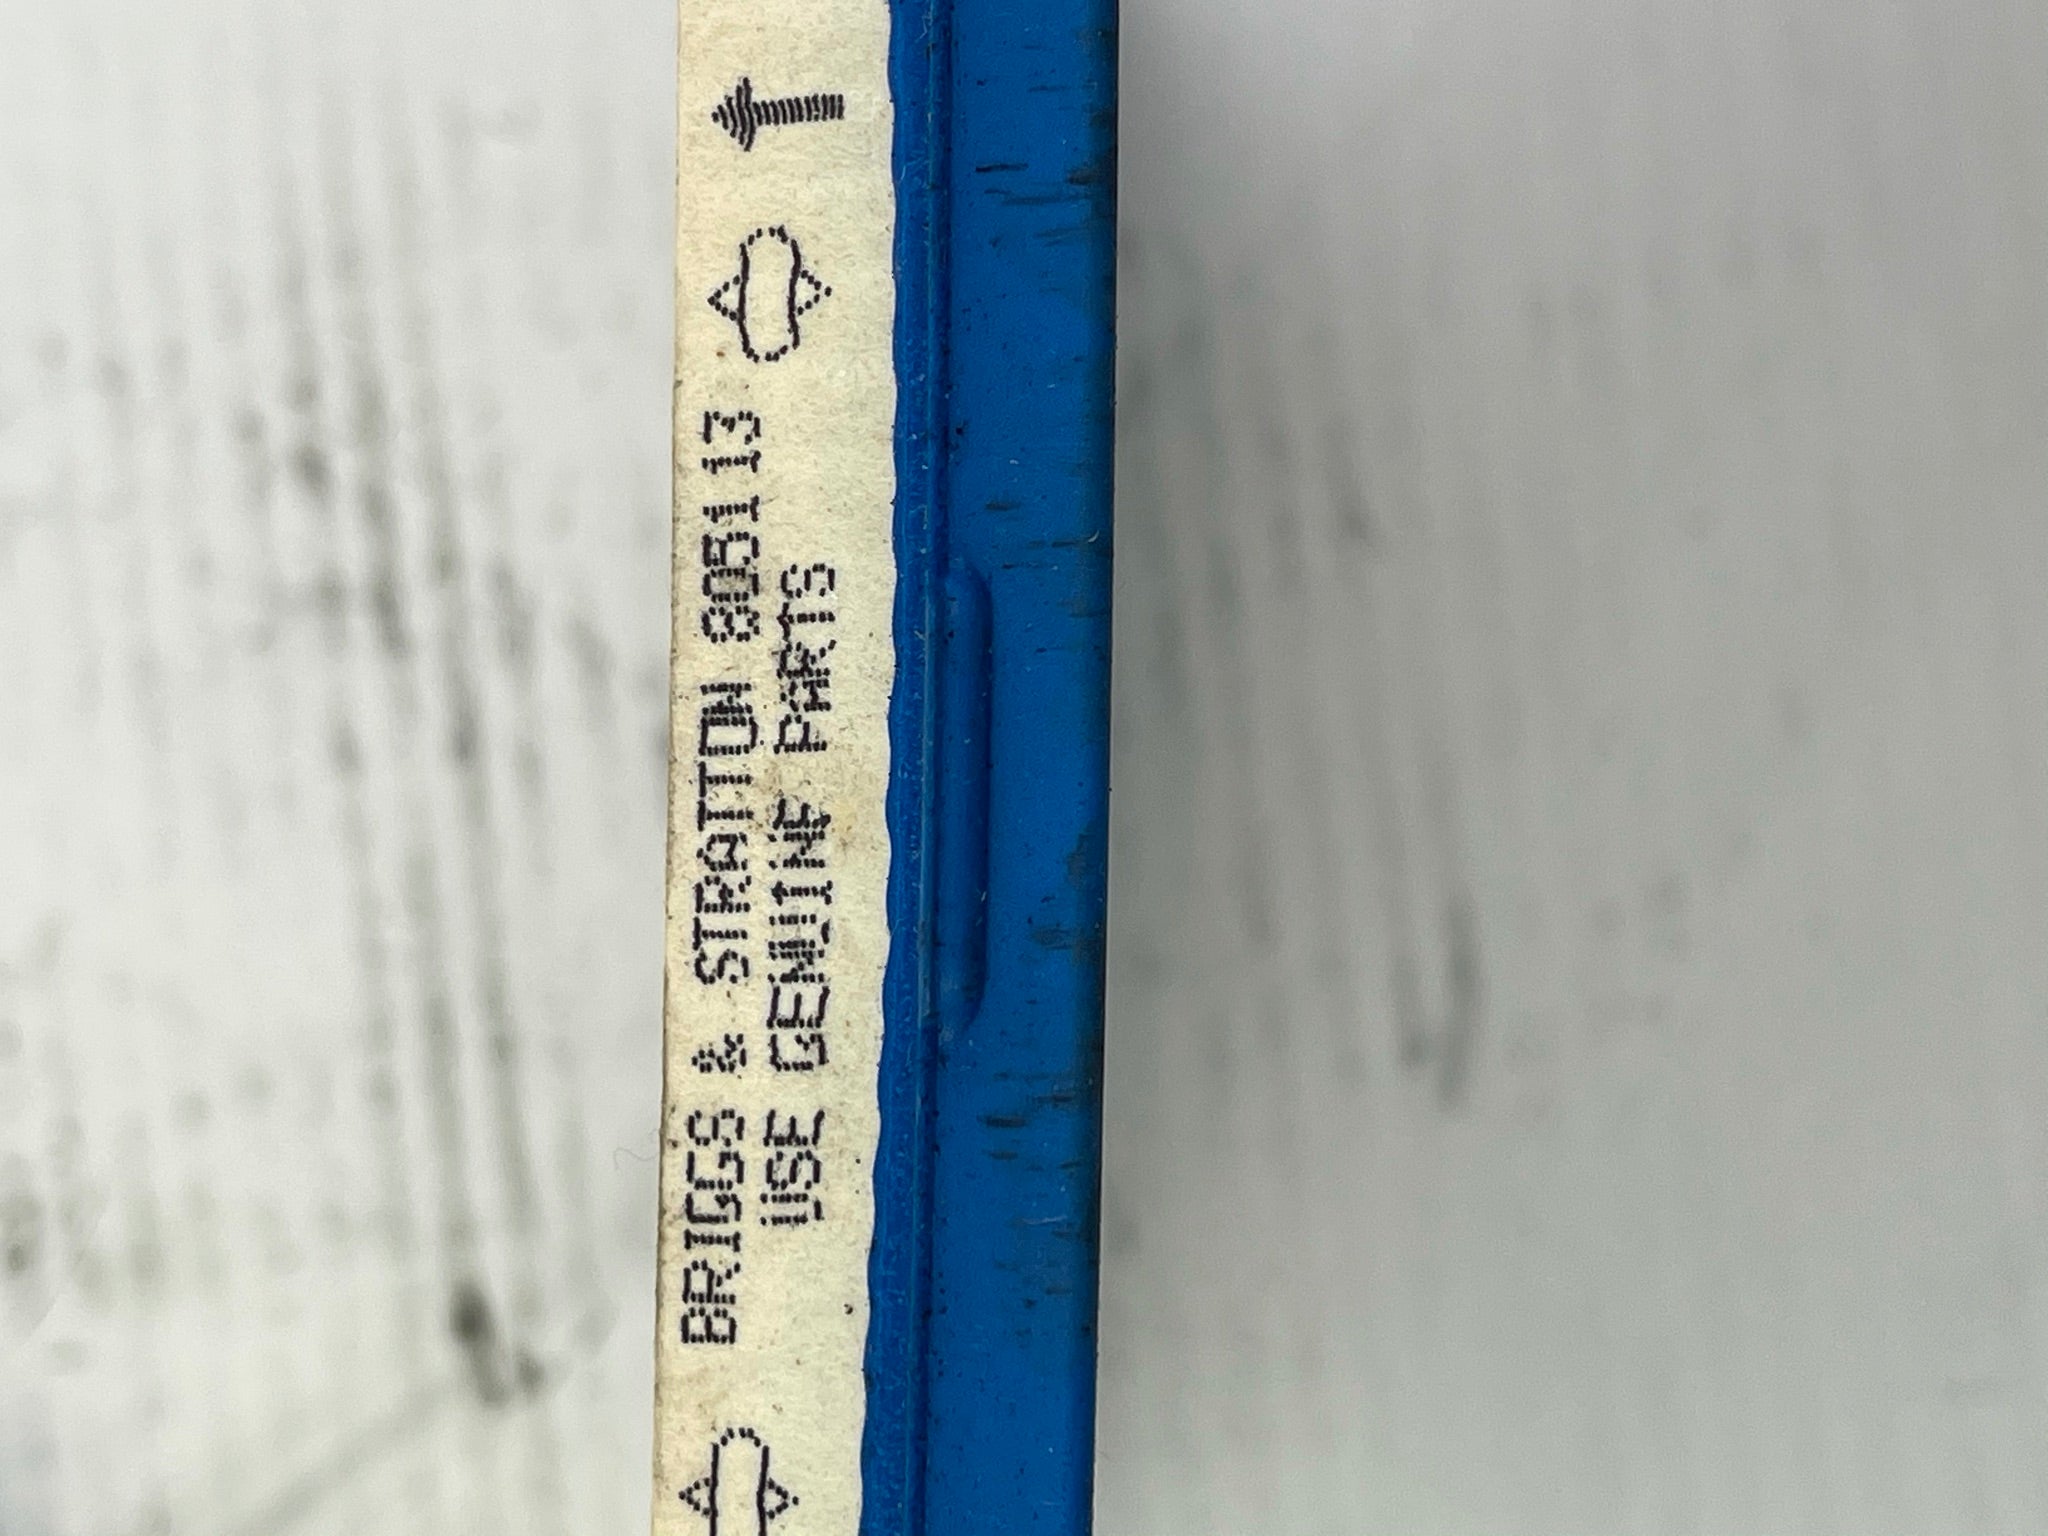 BRIGGS & STRATTON 805113
USE GENUINE PARTS